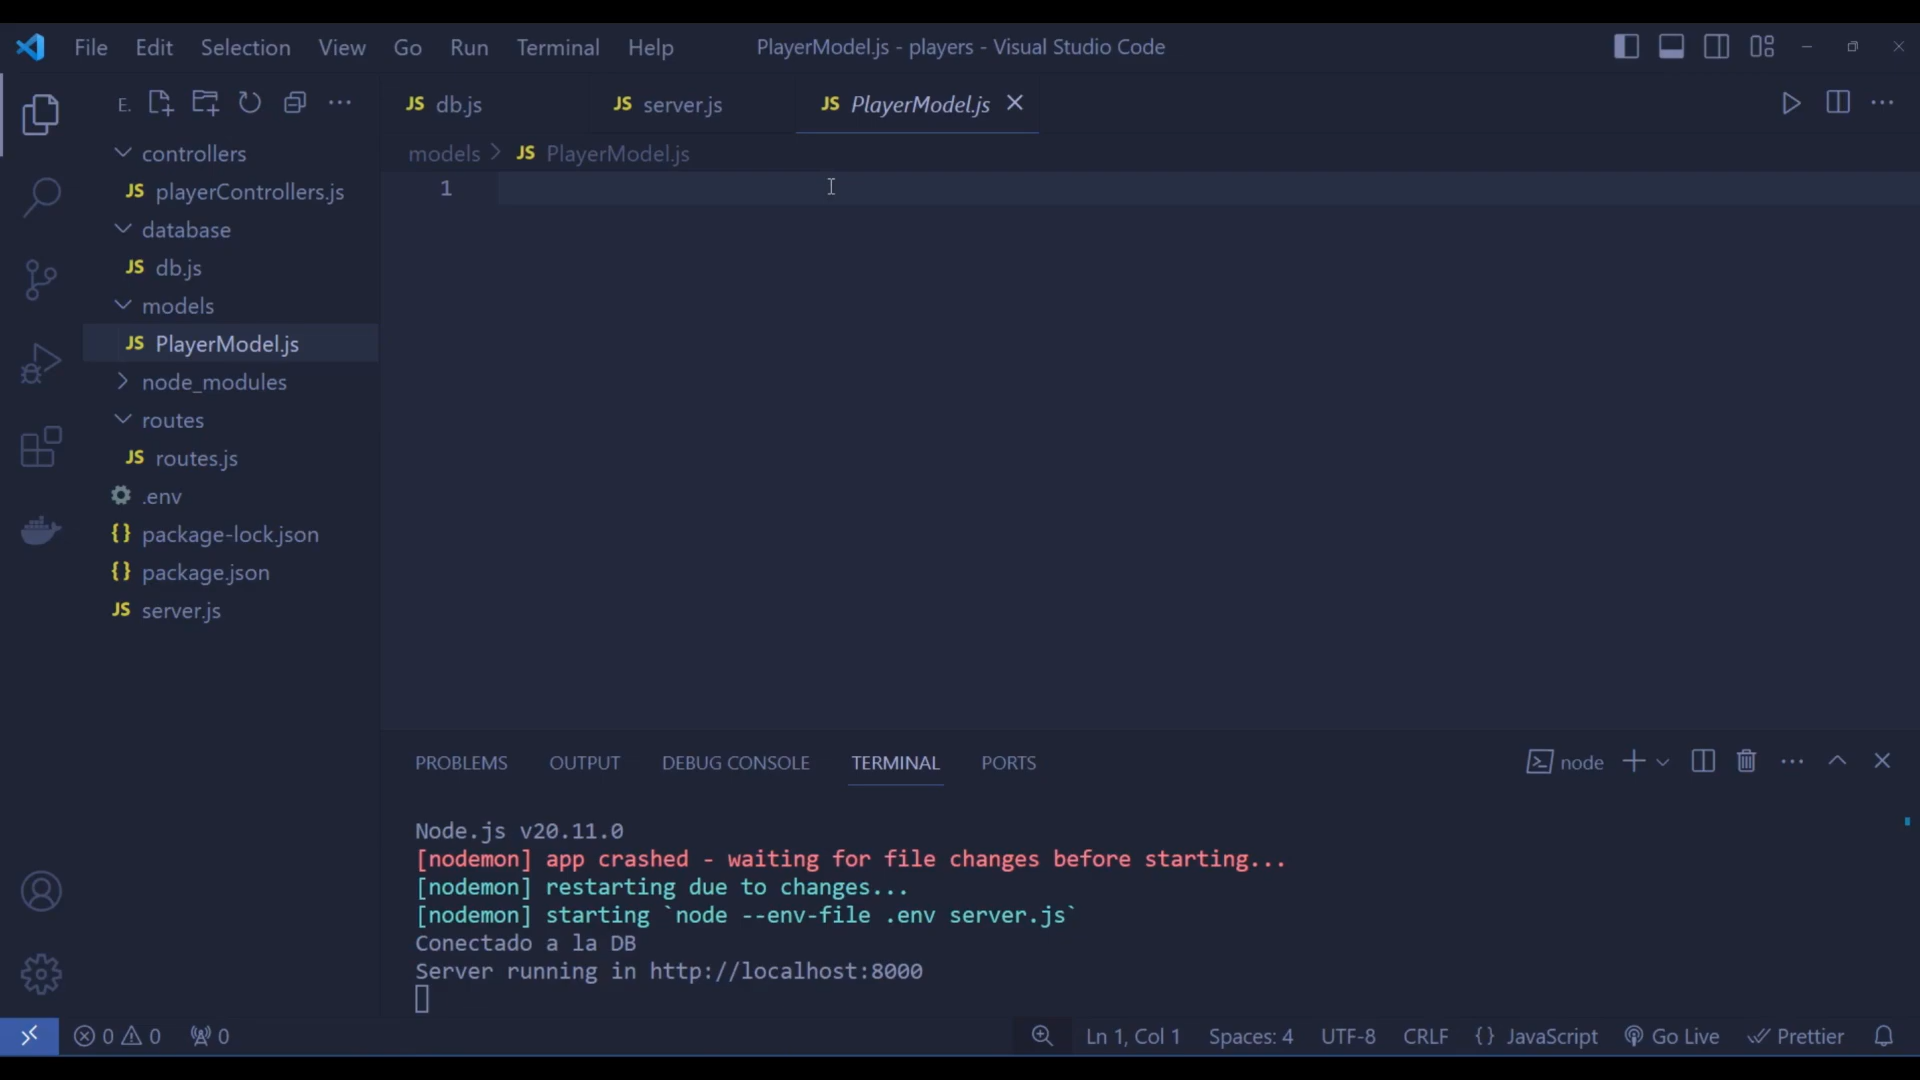 File Edit Selection View Go Run Terminal Help
PlayerModel.js - players - Visual Studio Code
E.
controllers
JS playerControllers.js
database
JS db.js
models
JS PlayerModel.js
node_modules
routes
JS routes.js
.env
{} package-lock.json
{} package.json
JS server.js
JS db.js
JS server.js
JS PlayerModel.js
models > JS PlayerModel.js
1
PROBLEMS OUTPUT DEBUG CONSOLE TERMINAL PORTS
node
Node.js v20.11.0
[nodemon] app crashed - waiting for file changes before starting...
[nodemon] restarting due to changes...
[nodemon] starting `node --env-file .env server.js`
Conectado a la DB
Server running in http://localhost:8000
0 0 0
Ln 1, Col 1 Spaces: 4 UTF-8 CRLF {} JavaScript Go Live Prettier